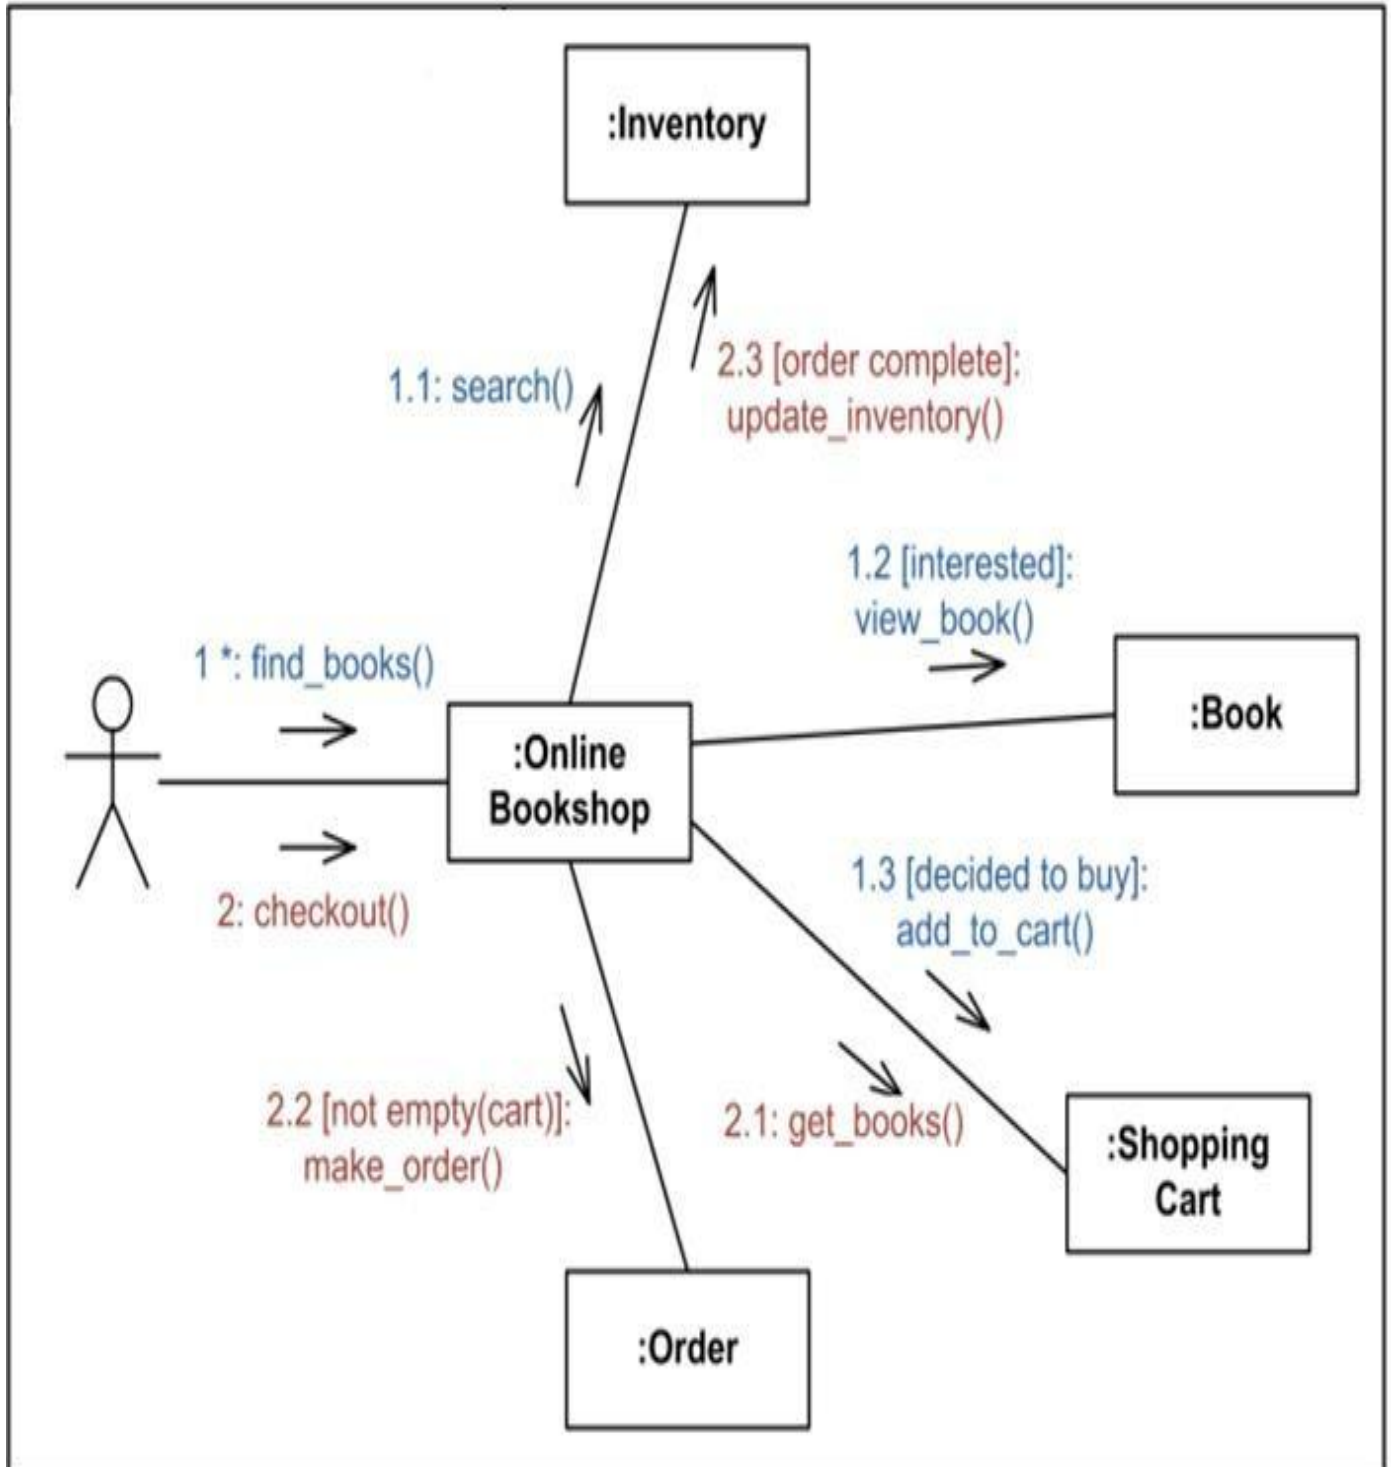 :Inventory
1.1: search()
2.3 [order complete]:
update_inventory()
1.2 [interested]:
view_book()
1 *: find_books()
:Online
Bookshop
:Book
2: checkout()
1.3 [decided to buy]:
add_to_cart()
2.2 [not empty(cart)]:
make_order()
2.1: get_books()
:Shopping
Cart
:Order